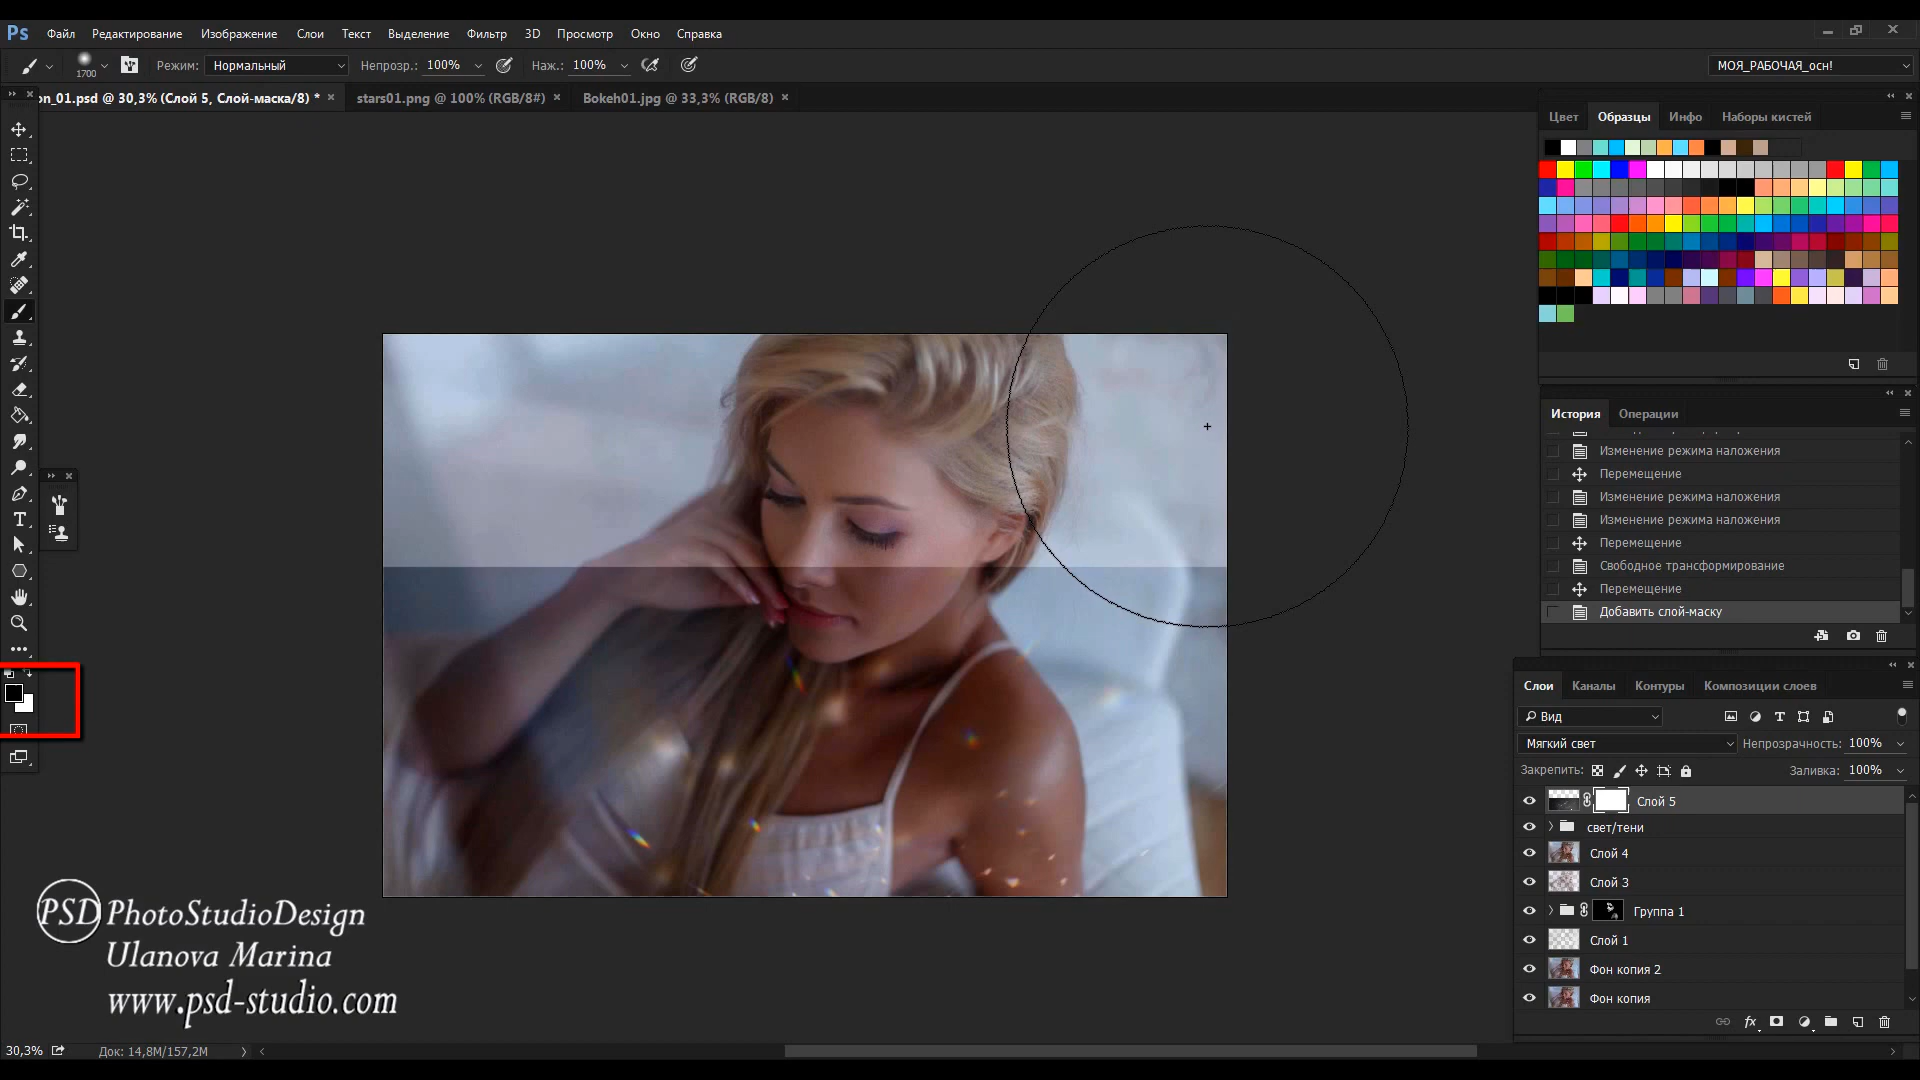 Ps Файл Редактирование Изображение Слои Текст Выделение Фильтр 3D Просмотр Окно Справка
1700 Режим: Нормальный Непрозр.: 100% Наж.: 100% МОЯ_РАБОЧАЯ_осн!
on_01.psd @ 30,3% (Слой 5, Слой-маска/8) * × stars01.png @ 100% (RGB/8#) × Bokeh01.jpg @ 33,3% (RGB/8) ×
Цвет Образцы Инфо Наборы кистей
История Операции
Изменение режима наложения
Перемещение
Изменение режима наложения
Изменение режима наложения
Перемещение
Свободное трансформирование
Перемещение
Добавить слой-маску
Слои Каналы Контуры Композиции слоев
Вид
Мягкий свет Непрозрачность: 100%
Закрепить: Заливка: 100%
Слой 5
свет/тени
Слой 4
Слой 3
Группа 1
Слой 1
Фон копия 2
Фон копия
fx
PSD PhotoStudioDesign
Ulanova Marina
www.psd-studio.com
30,3% Док: 14,8M/157,2M